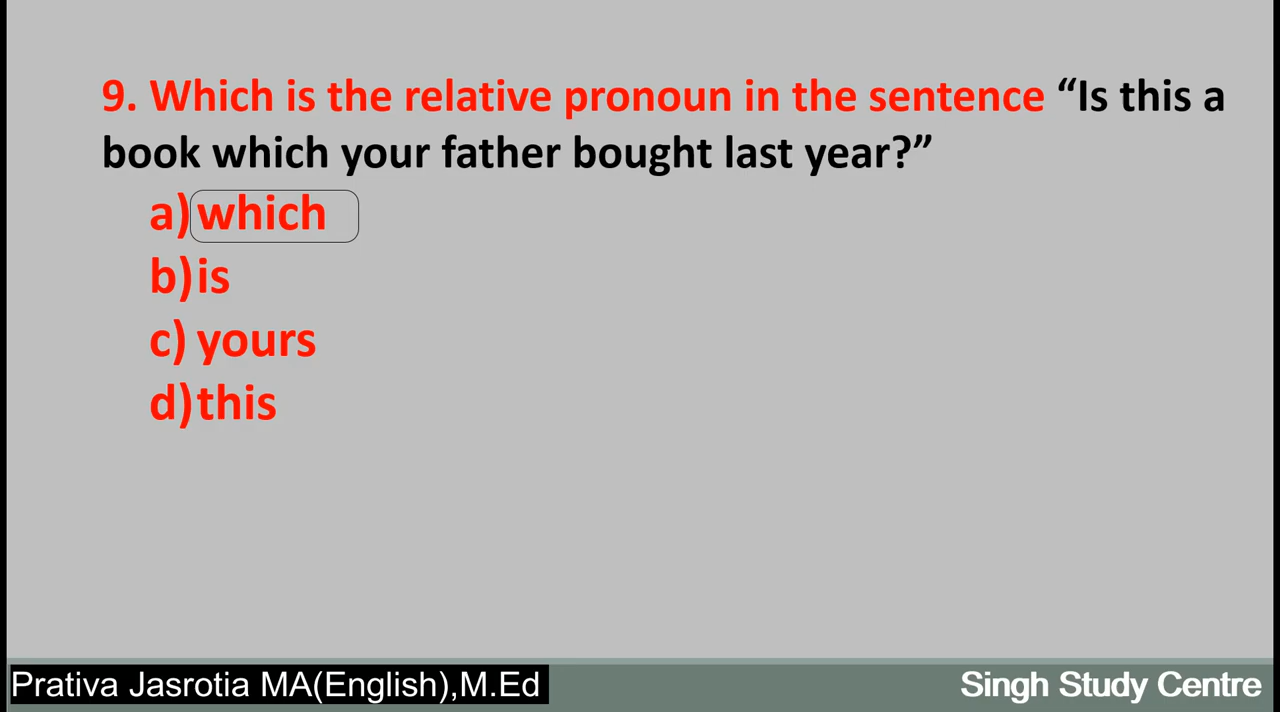 9. Which is the relative pronoun in the sentence “Is this a
book which your father bought last year?”
a) which
b) is
c) yours
d) this
Prativa Jasrotia MA(English),M.Ed
Singh Study Centre